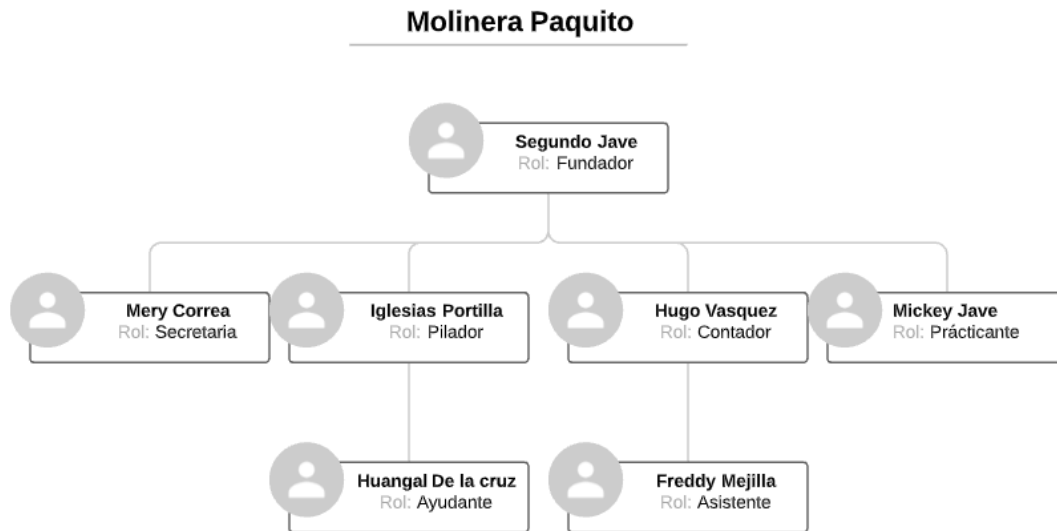 Molinera Paquito
Segundo Jave
Rol: Fundador
Mery Correa
Rol: Secretaria
Iglesias Portilla
Rol: Pilador
Hugo Vasquez
Rol: Contador
Mickey Jave
Rol: Prácticante
Huangal De la cruz
Rol: Ayudante
Freddy Mejilla
Rol: Asistente